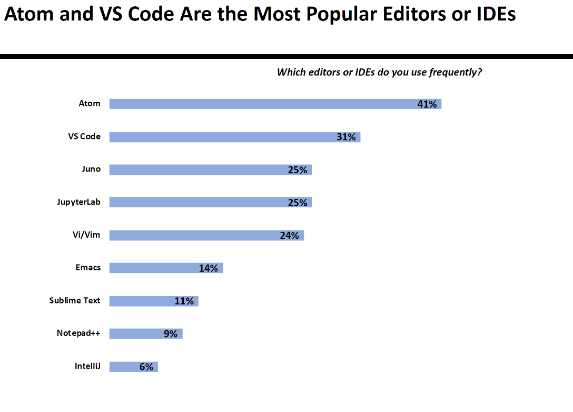 Atom and VS Code Are the Most Popular Editors or IDEs
Which editors or IDEs do you use frequently?
Atom 41%
VS Code 31%
Juno 25%
JupyterLab 25%
Vi/Vim 24%
Emacs 14%
Sublime Text 11%
Notepad++ 9%
IntelliJ 6%